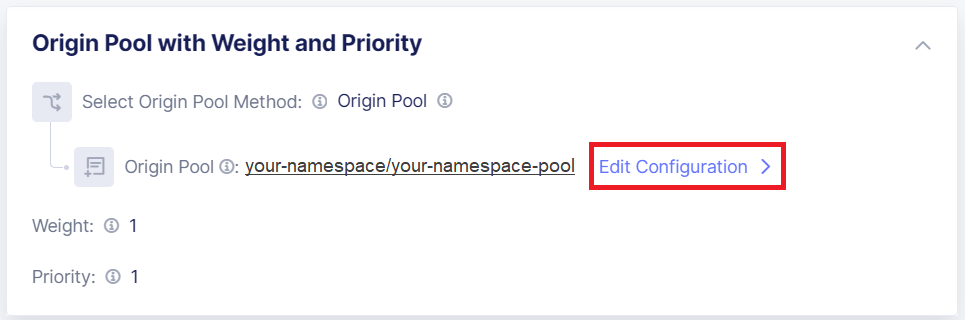 Origin Pool with Weight and Priority
Select Origin Pool Method: Origin Pool
Origin Pool : your-namespace/your-namespace-pool Edit Configuration
Weight: 1
Priority: 1